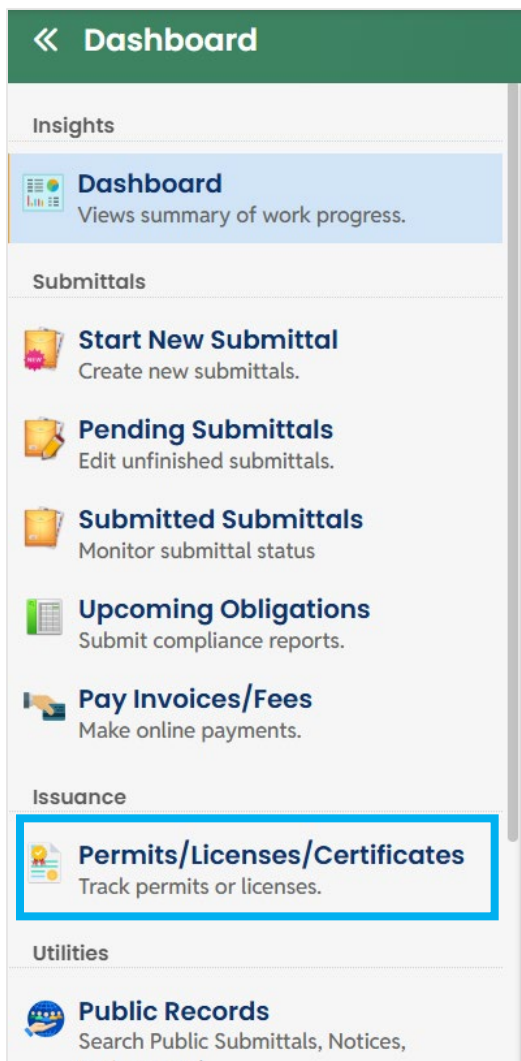 Dashboard
Insights
Dashboard
Views summary of work progress.
Submittals
Start New Submittal
Create new submittals.
Pending Submittals
Edit unfinished submittals.
Submitted Submittals
Monitor submittal status
Upcoming Obligations
Submit compliance reports.
Pay Invoices/Fees
Make online payments.
Issuance
Permits/Licenses/Certificates
Track permits or licenses.
Utilities
Public Records
Search Public Submittals, Notices,